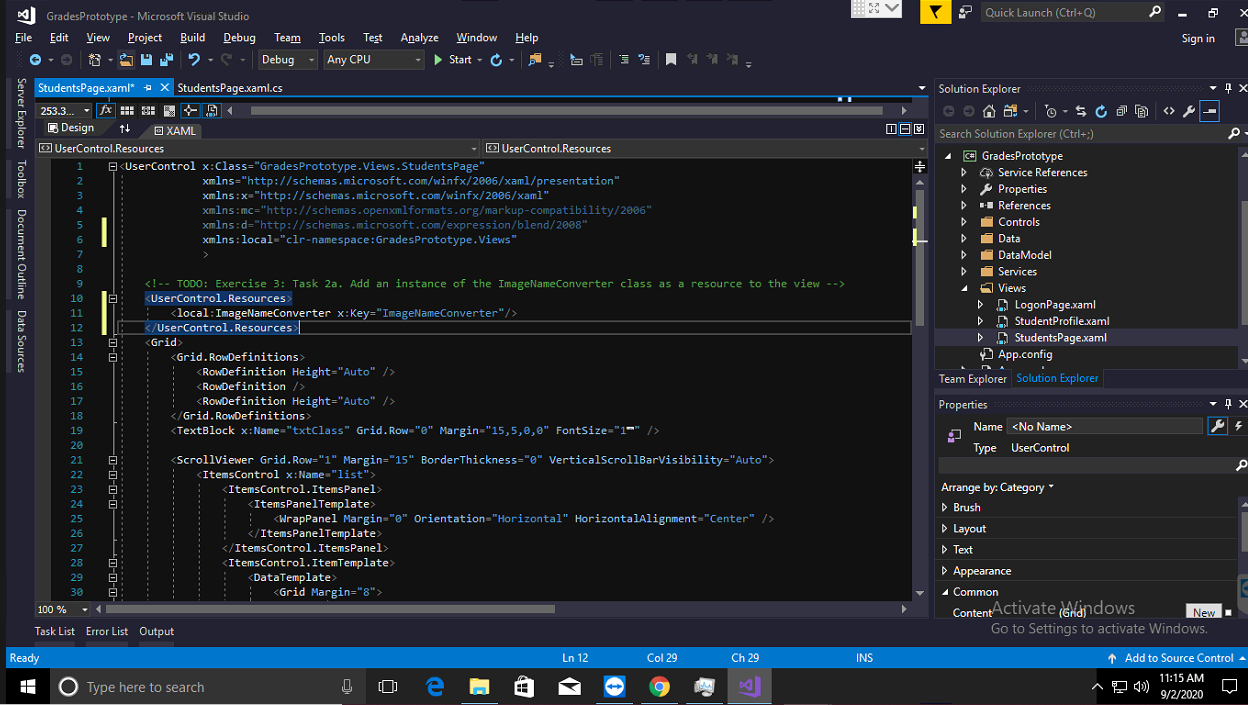 GradesPrototype - Microsoft Visual Studio
Quick Launch (Ctrl+Q)
File Edit View Project Build Debug Team Tools Test Analyze Window Help
Sign in
Debug Any CPU Start
StudentsPage.xaml* StudentsPage.xaml.cs
253.3... fx
Design XAML
UserControl.Resources UserControl.Resources
Server Explorer
Toolbox
Document Outline
Data Sources
1 <UserControl x:Class="GradesPrototype.Views.StudentsPage"
2 xmlns="http://schemas.microsoft.com/winfx/2006/xaml/presentation"
3 xmlns:x="http://schemas.microsoft.com/winfx/2006/xaml"
4 xmlns:mc="http://schemas.openxmlformats.org/markup-compatibility/2006"
5 xmlns:d="http://schemas.microsoft.com/expression/blend/2008"
6 xmlns:local="clr-namespace:GradesPrototype.Views"
7 >
8
9 <!-- TODO: Exercise 3: Task 2a. Add an instance of the ImageNameConverter class as a resource to the view -->
10 <UserControl.Resources>
11 <local:ImageNameConverter x:Key="ImageNameConverter"/>
12 </UserControl.Resources>
13 <Grid>
14 <Grid.RowDefinitions>
15 <RowDefinition Height="Auto" />
16 <RowDefinition />
17 <RowDefinition Height="Auto" />
18 </Grid.RowDefinitions>
19 <TextBlock x:Name="txtClass" Grid.Row="0" Margin="15,5,0,0" FontSize="1 " />
20
21 <ScrollViewer Grid.Row="1" Margin="15" BorderThickness="0" VerticalScrollBarVisibility="Auto">
22 <ItemsControl x:Name="list">
23 <ItemsControl.ItemsPanel>
24 <ItemsPanelTemplate>
25 <WrapPanel Margin="0" Orientation="Horizontal" HorizontalAlignment="Center" />
26 </ItemsPanelTemplate>
27 </ItemsControl.ItemsPanel>
28 <ItemsControl.ItemTemplate>
29 <DataTemplate>
30 <Grid Margin="8">
100 %
Solution Explorer
Search Solution Explorer (Ctrl+;)
C# GradesPrototype
Service References
Properties
References
Controls
Data
DataModel
Services
Views
LogonPage.xaml
StudentProfile.xaml
StudentsPage.xaml
App.config
Team Explorer Solution Explorer
Properties
Name <No Name>
Type UserControl
Arrange by: Category
Brush
Layout
Text
Appearance
Common
Content (Grid) New
Activate Windows
Go to Settings to activate Windows.
Task List Error List Output
Ready Ln 12 Col 29 Ch 29 INS Add to Source Control
Type here to search
11:15 AM
9/2/2020